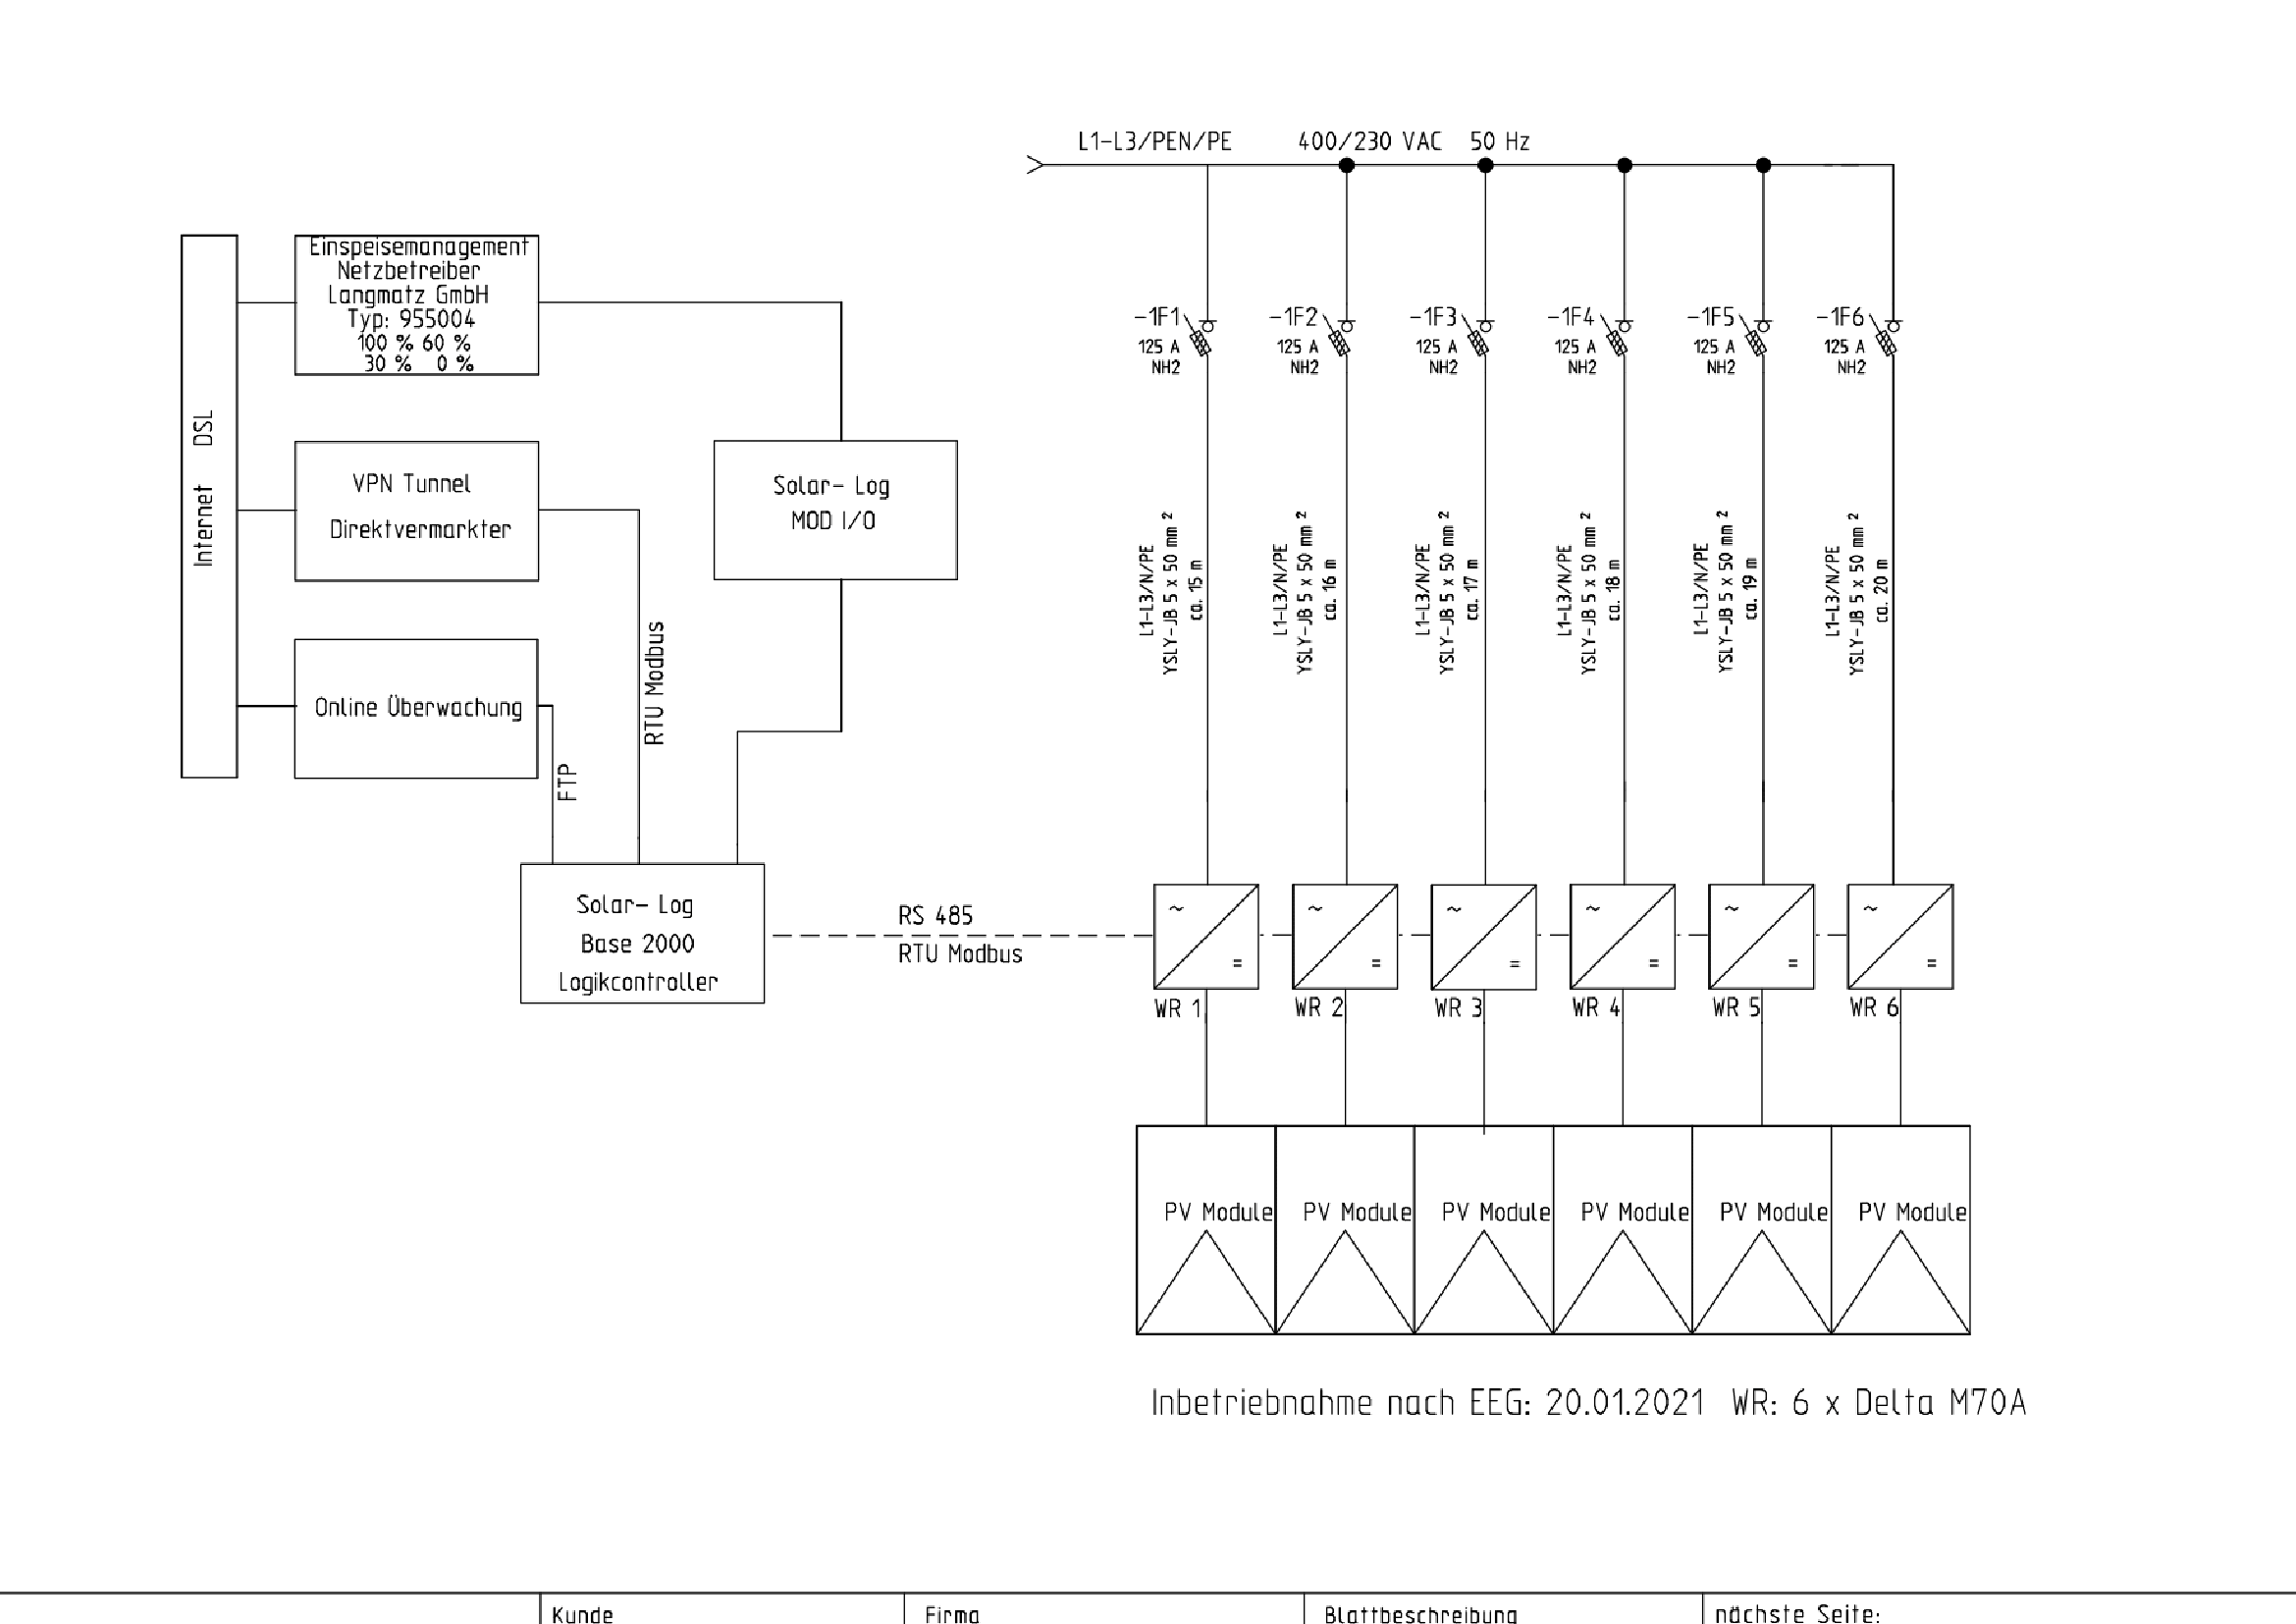 L1-L3/PEN/PE 400/230 VAC 50 Hz
Einspeisemanagement
Netzbetreiber
Langmatz GmbH
Typ: 955004
100 % 60 %
30 % 0 %
Internet DSL
VPN Tunnel
Direktvermarkter
Online Überwachung
Solar- Log
MOD I/O
RTU Modbus
FTP
Solar- Log
Base 2000
Logikcontroller
RS 485
RTU Modbus
-1F1
125 A
NH2
-1F2
125 A
NH2
-1F3
125 A
NH2
-1F4
125 A
NH2
-1F5
125 A
NH2
-1F6
125 A
NH2
L1-L3/N/PE
YSLY-JB 5 x 50 mm 2
ca. 15 m
L1-L3/N/PE
YSLY-JB 5 x 50 mm 2
ca. 16 m
L1-L3/N/PE
YSLY-JB 5 x 50 mm 2
ca. 17 m
L1-L3/N/PE
YSLY-JB 5 x 50 mm 2
ca. 18 m
L1-L3/N/PE
YSLY-JB 5 x 50 mm 2
ca. 19 m
L1-L3/N/PE
YSLY-JB 5 x 50 mm 2
ca. 20 m
~ =
~ =
~ =
~ =
~ =
~ =
WR 1
WR 2
WR 3
WR 4
WR 5
WR 6
PV Module
PV Module
PV Module
PV Module
PV Module
PV Module
Inbetriebnahme nach EEG: 20.01.2021 WR: 6 x Delta M70A
Kunde
Firma
Blattbeschreibung
nächste Seite: